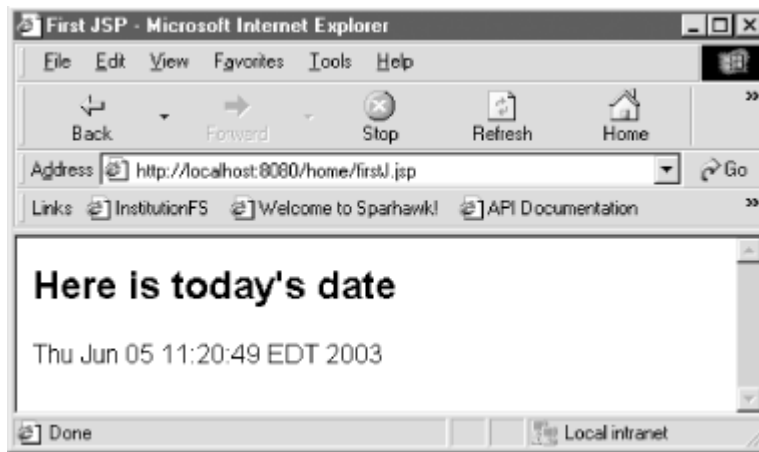 First JSP - Microsoft Internet Explorer
File Edit View Favorites Tools Help
Back Forward Stop Refresh Home »
Address http://localhost:8080/home/firstJ.jsp Go
Links InstitutionFS Welcome to Sparhawk! API Documentation »
Here is today's date
Thu Jun 05 11:20:49 EDT 2003
Done Local intranet